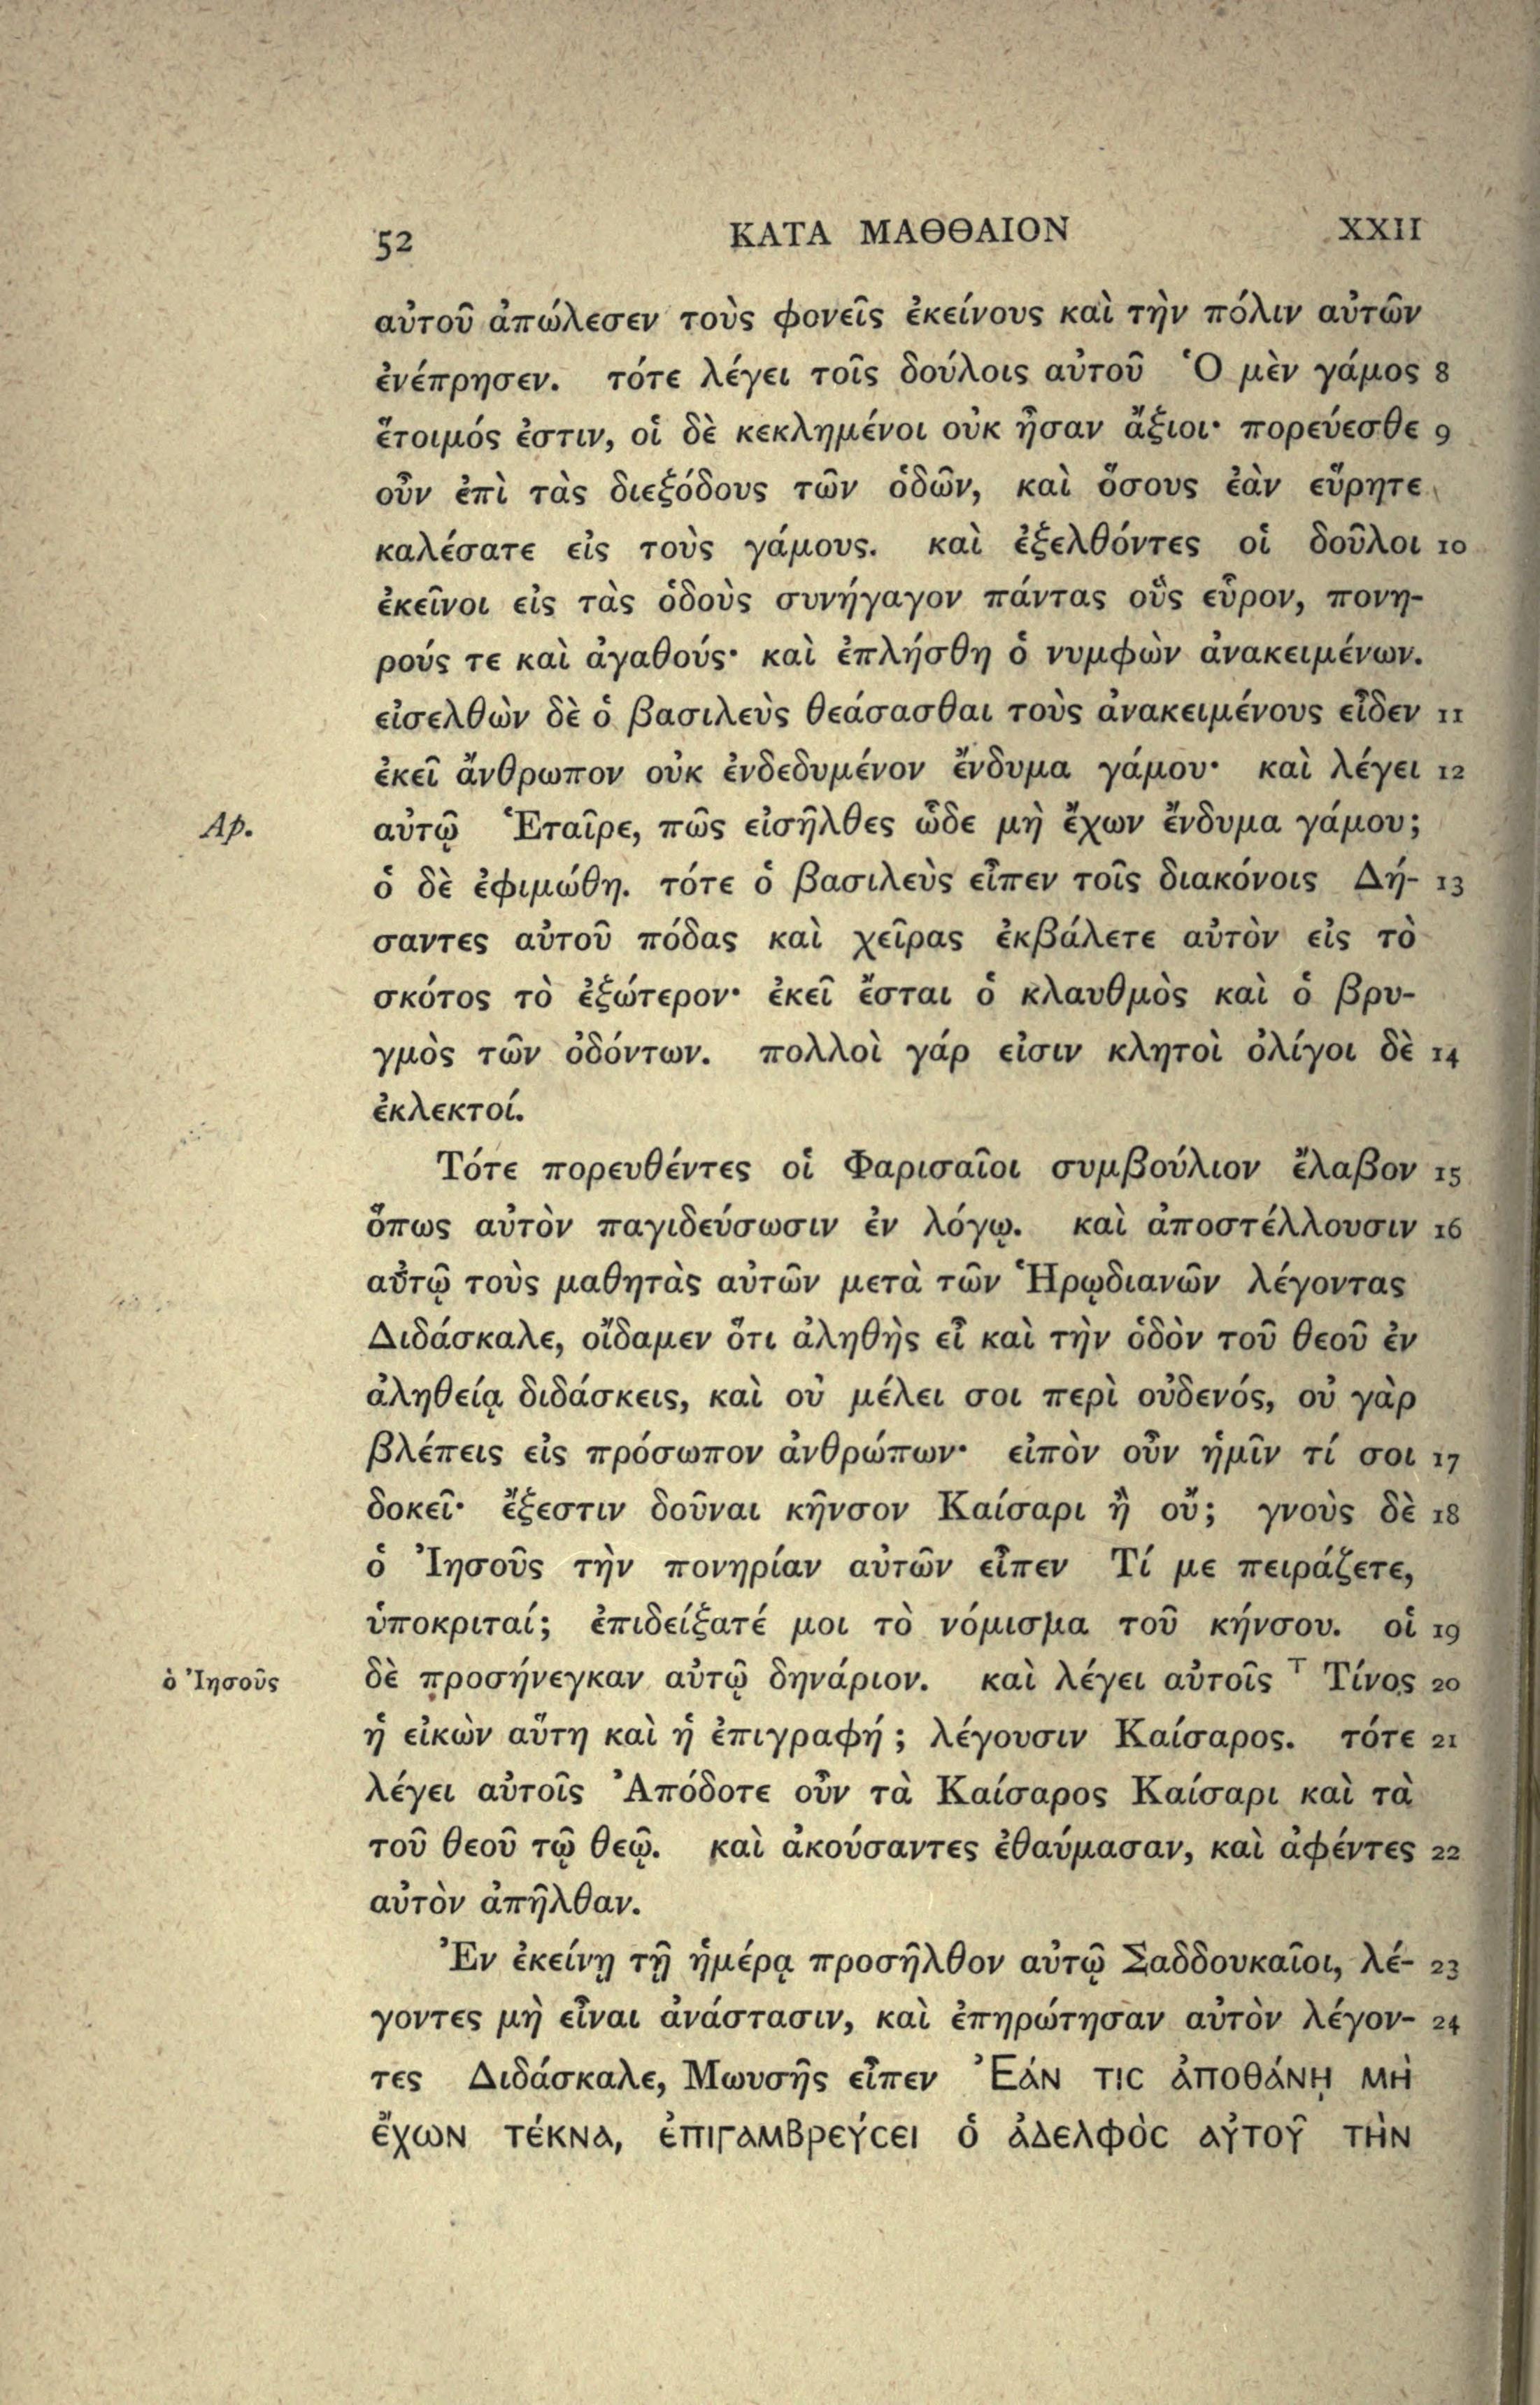 52 ΚΑΤΑ ΜΑΘΘΑΙΟΝ XXII
αὐτοῦ ἀπώλεσεν τοὺς φονεῖς ἐκείνους καὶ τὴν πόλιν αὐτῶν
ἐνέπρησεν. τότε λέγει τοῖς δούλοις αὐτοῦ Ὁ μὲν γάμος 8
ἕτοιμός ἐστιν, οἱ δὲ κεκλημένοι οὐκ ἦσαν ἄξιοι· πορεύεσθε 9
οὖν ἐπὶ τὰς διεξόδους τῶν ὁδῶν, καὶ ὅσους ἐὰν εὕρητε
καλέσατε εἰς τοὺς γάμους. καὶ ἐξελθόντες οἱ δοῦλοι 10
ἐκεῖνοι εἰς τὰς ὁδοὺς συνήγαγον πάντας οὓς εὗρον, πονη-
ρούς τε καὶ ἀγαθούς· καὶ ἐπλήσθη ὁ νυμφὼν ἀνακειμένων.
εἰσελθὼν δὲ ὁ βασιλεὺς θεάσασθαι τοὺς ἀνακειμένους εἶδεν 11
ἐκεῖ ἄνθρωπον οὐκ ἐνδεδυμένον ἔνδυμα γάμου· καὶ λέγει 12
Ap. αὐτῷ Ἑταῖρε, πῶς εἰσῆλθες ὧδε μὴ ἔχων ἔνδυμα γάμου;
ὁ δὲ ἐφιμώθη. τότε ὁ βασιλεὺς εἶπεν τοῖς διακόνοις Δή- 13
σαντες αὐτοῦ πόδας καὶ χεῖρας ἐκβάλετε αὐτὸν εἰς τὸ
σκότος τὸ ἐξώτερον· ἐκεῖ ἔσται ὁ κλαυθμὸς καὶ ὁ βρυ-
γμὸς τῶν ὀδόντων. πολλοὶ γάρ εἰσιν κλητοὶ ὀλίγοι δὲ 14
ἐκλεκτοί.
Τότε πορευθέντες οἱ Φαρισαῖοι συμβούλιον ἔλαβον 15
ὅπως αὐτὸν παγιδεύσωσιν ἐν λόγῳ. καὶ ἀποστέλλουσιν 16
αὐτῷ τοὺς μαθητὰς αὐτῶν μετὰ τῶν Ἡρῳδιανῶν λέγοντας
Διδάσκαλε, οἴδαμεν ὅτι ἀληθὴς εἶ καὶ τὴν ὁδὸν τοῦ θεοῦ ἐν
ἀληθείᾳ διδάσκεις, καὶ οὐ μέλει σοι περὶ οὐδενός, οὐ γὰρ
βλέπεις εἰς πρόσωπον ἀνθρώπων· εἰπὸν οὖν ἡμῖν τί σοι 17
δοκεῖ· ἔξεστιν δοῦναι κῆνσον Καίσαρι ἢ οὔ; γνοὺς δὲ 18
ὁ Ἰησοῦς τὴν πονηρίαν αὐτῶν εἶπεν Τί με πειράζετε,
ὑποκριταί; ἐπιδείξατέ μοι τὸ νόμισμα τοῦ κήνσου. οἱ 19
ὁ Ἰησοῦς δὲ προσήνεγκαν αὐτῷ δηνάριον. καὶ λέγει αὐτοῖς ⸆ Τίνος 20
ἡ εἰκὼν αὕτη καὶ ἡ ἐπιγραφή; λέγουσιν Καίσαρος. τότε 21
λέγει αὐτοῖς Ἀπόδοτε οὖν τὰ Καίσαρος Καίσαρι καὶ τὰ
τοῦ θεοῦ τῷ θεῷ. καὶ ἀκούσαντες ἐθαύμασαν, καὶ ἀφέντες 22
αὐτὸν ἀπῆλθαν.
Ἐν ἐκείνῃ τῇ ἡμέρᾳ προσῆλθον αὐτῷ Σαδδουκαῖοι, λέ- 23
γοντες μὴ εἶναι ἀνάστασιν, καὶ ἐπηρώτησαν αὐτὸν λέγον- 24
τες Διδάσκαλε, Μωυσῆς εἶπεν Ἐάν τις ἀποθάνῃ μὴ
ἔχων τέκνα, ἐπιγαμβρεύσει ὁ ἀδελφὸς αὐτοῦ τὴν